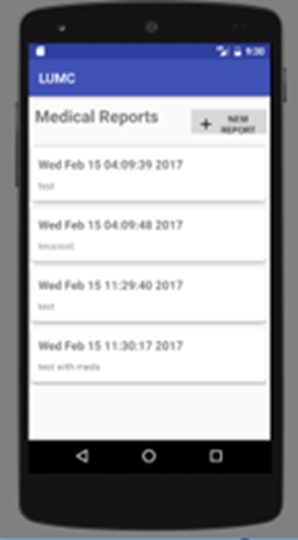 9:30
LUMC
Medical Reports
+ NEW
REPORT
Wed Feb 15 04:09:39 2017
test
Wed Feb 15 04:09:48 2017
Wed Feb 15 11:29:40 2017
test
Wed Feb 15 11:30:17 2017
test with meds